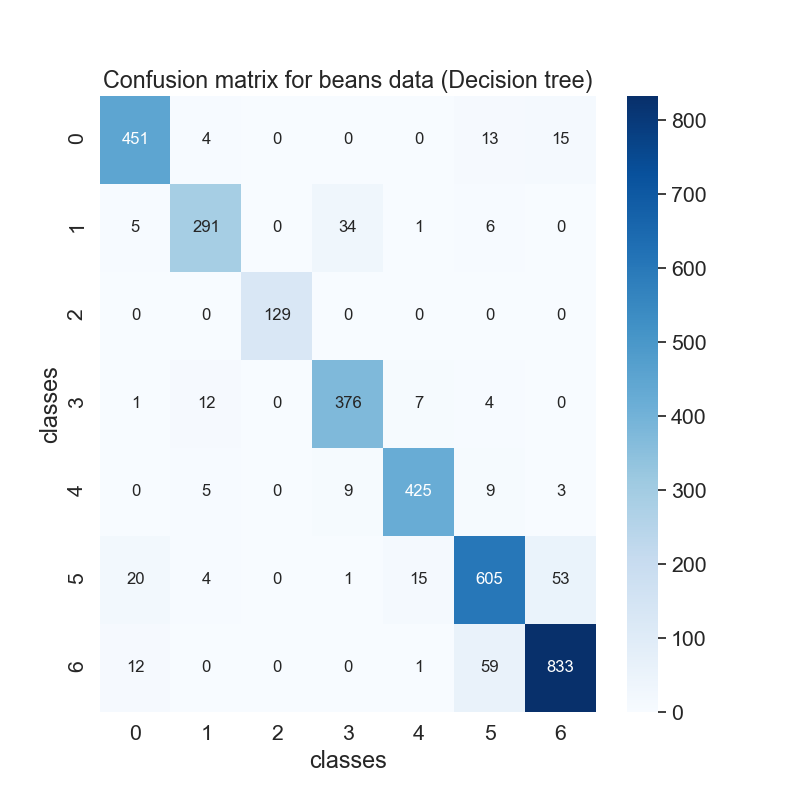 Confusion matrix for beans data (Decision tree)
0 451 4 0 0 0 13 15
1 5 291 0 34 1 6 0
2 0 0 129 0 0 0 0
3 1 12 0 376 7 4 0
4 0 5 0 9 425 9 3
5 20 4 0 1 15 605 53
6 12 0 0 0 1 59 833
classes
0 1 2 3 4 5 6
classes
800
700
600
500
400
300
200
100
0